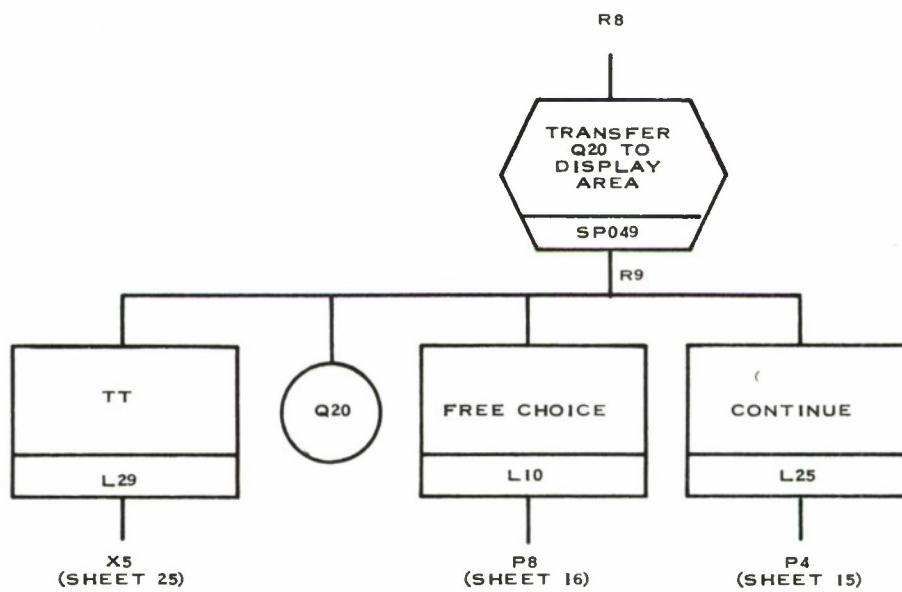 R8
TRANSFER
Q20 TO
DISPLAY
AREA
SP049
R9
TT
L29
Q20
FREE CHOICE
L10
CONTINUE
L25
X5
(SHEET 25)
P8
(SHEET 16)
P4
(SHEET 15)